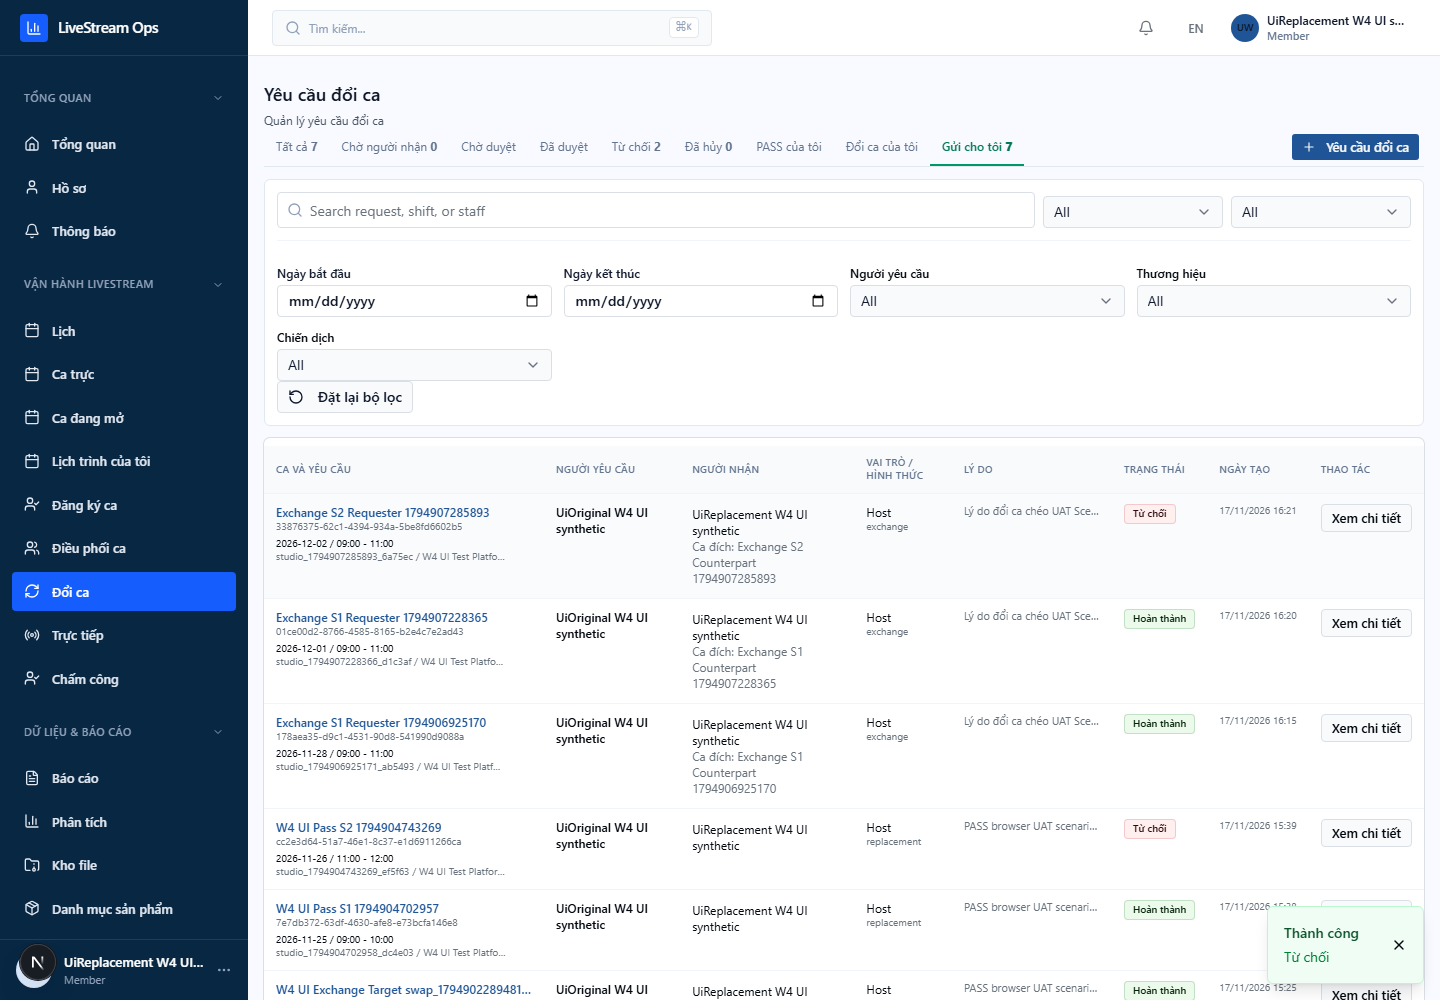 LiveStream Ops
Tìm kiếm...
⌘K
EN
UW
UiReplacement W4 UI s...
Member
TỔNG QUAN
Tổng quan
Hồ sơ
Thông báo
VẬN HÀNH LIVESTREAM
Lịch
Ca trực
Ca đang mở
Lịch trình của tôi
Đăng ký ca
Điều phối ca
Đổi ca
Trực tiếp
Chấm công
DỮ LIỆU & BÁO CÁO
Báo cáo
Phân tích
Kho file
Danh mục sản phẩm
N
UiReplacement W4 UI...
Member
Yêu cầu đổi ca
Quản lý yêu cầu đổi ca
Tất cả 7
Chờ người nhận 0
Chờ duyệt
Đã duyệt
Từ chối 2
Đã hủy 0
PASS của tôi
Đổi ca của tôi
Gửi cho tôi 7
+ Yêu cầu đổi ca
Search request, shift, or staff
All
All
Ngày bắt đầu
Ngày kết thúc
Người yêu cầu
Thương hiệu
mm/dd/yyyy
mm/dd/yyyy
All
All
Chiến dịch
All
Đặt lại bộ lọc
CA VÀ YÊU CẦU
NGƯỜI YÊU CẦU
NGƯỜI NHẬN
VAI TRÒ /
HÌNH THỨC
LÝ DO
TRẠNG THÁI
NGÀY TẠO
THAO TÁC
Exchange S2 Requester 1794907285893
33876375-62c1-4394-934a-5be8fd6602b5
2026-12-02 / 09:00 - 11:00
studio_1794907285893_6a75ec / W4 UI Test Platfo...
UiOriginal W4 UI
synthetic
UiReplacement W4 UI
synthetic
Ca đích: Exchange S2
Counterpart
1794907285893
Host
exchange
Lý do đổi ca chéo UAT Sce...
Từ chối
17/11/2026 16:21
Xem chi tiết
Exchange S1 Requester 1794907228365
01ce00d2-8766-4585-8165-b2e4c7e2ad43
2026-12-01 / 09:00 - 11:00
studio_1794907228366_d1c3af / W4 UI Test Platfo...
UiOriginal W4 UI
synthetic
UiReplacement W4 UI
synthetic
Ca đích: Exchange S1
Counterpart
1794907228365
Host
exchange
Lý do đổi ca chéo UAT Sce...
Hoàn thành
17/11/2026 16:20
Xem chi tiết
Exchange S1 Requester 1794906925170
178aea35-d9c1-4531-90d8-541990d9088a
2026-11-28 / 09:00 - 11:00
studio_1794906925171_ab5493 / W4 UI Test Platf...
UiOriginal W4 UI
synthetic
UiReplacement W4 UI
synthetic
Ca đích: Exchange S1
Counterpart
1794906925170
Host
exchange
Lý do đổi ca chéo UAT Sce...
Hoàn thành
17/11/2026 16:15
Xem chi tiết
W4 UI Pass S2 1794904743269
cc2e3d64-51a7-46e1-8c37-e1d6911266ca
2026-11-26 / 11:00 - 12:00
studio_1794904743269_ef5f63 / W4 UI Test Platfor...
UiOriginal W4 UI
synthetic
UiReplacement W4 UI
synthetic
Host
replacement
PASS browser UAT scenari...
Từ chối
17/11/2026 15:39
Xem chi tiết
W4 UI Pass S1 1794904702957
7e7db372-63df-4630-afe8-e73bcfa146e8
2026-11-25 / 09:00 - 10:00
studio_1794904702958_dc4e03 / W4 UI Test Platfo...
UiOriginal W4 UI
synthetic
UiReplacement W4 UI
synthetic
Host
replacement
PASS browser UAT scenari...
Hoàn thành
17/11/2026
W4 UI Exchange Target swap_1794902289481...
UiOriginal W4 UI
UiReplacement W4 UI
Host
PASS browser UAT scenari...
Hoàn thành
17/11/2026 15:25
Xem chi tiết
Thành công
Từ chối